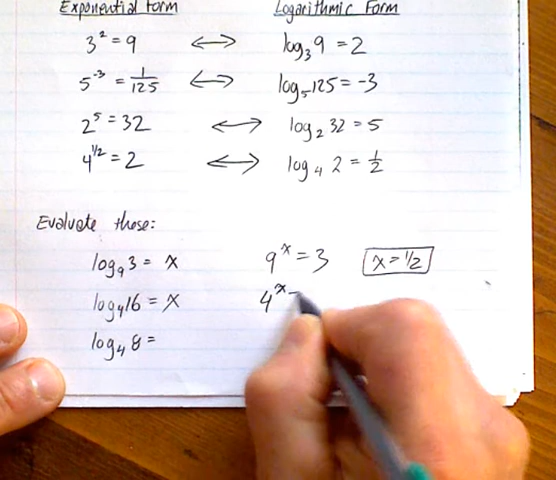 Exponential Form Logarithmic Form
3² = 9 ⟷ log₃ 9 = 2
5⁻³ = 1/125 ⟷ log₅ 125 = -3
2⁵ = 32 ⟷ log₂ 32 = 5
4^(1/2) = 2 ⟷ log₄ 2 = 1/2
Evaluate these:
log₉ 3 = x 9ˣ = 3 x = 1/2
log₄ 16 = x 4ˣ =
log₄ 8 =